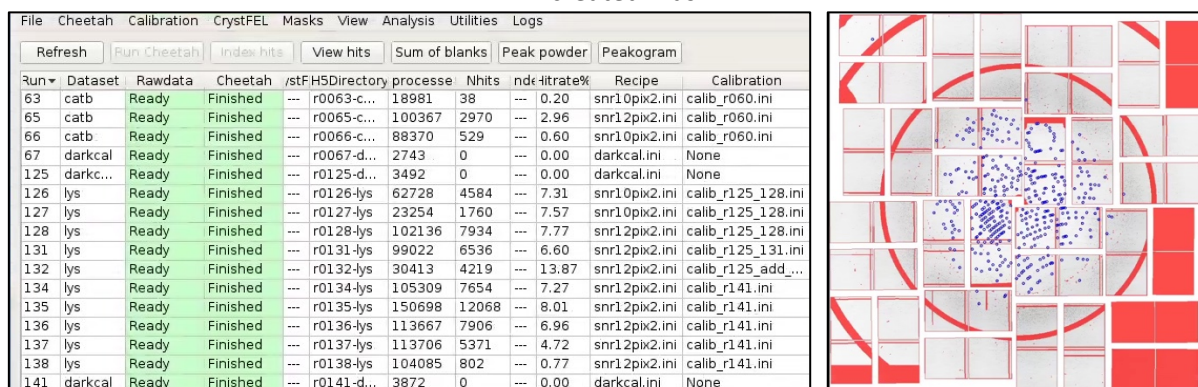 File Cheetah Calibration CrystFEL Masks View Analysis Utilities Logs
Refresh Run Cheetah Index hits View hits Sum of blanks Peak powder Peakogram
Run Dataset Rawdata Cheetah ystF H5Directory processe Nhits nde Hitrate% Recipe Calibration
63 catb Ready Finished --- r0063-c... 18981 38 --- 0.20 snr10pix2.ini calib_r060.ini
65 catb Ready Finished --- r0065-c... 100367 2970 --- 2.96 snr12pix2.ini calib_r060.ini
66 catb Ready Finished --- r0066-c... 88370 529 --- 0.60 snr10pix2.ini calib_r060.ini
67 darkcal Ready Finished --- r0067-d... 2743 0 --- 0.00 darkcal.ini None
125 darkc... Ready Finished --- r0125-d... 3492 0 --- 0.00 darkcal.ini None
126 lys Ready Finished --- r0126-lys 62728 4584 --- 7.31 snr10pix2.ini calib_r125_128.ini
127 lys Ready Finished --- r0127-lys 23254 1760 --- 7.57 snr10pix2.ini calib_r125_128.ini
128 lys Ready Finished --- r0128-lys 102136 7934 --- 7.77 snr12pix2.ini calib_r125_128.ini
131 lys Ready Finished --- r0131-lys 99022 6536 --- 6.60 snr12pix2.ini calib_r125_131.ini
132 lys Ready Finished --- r0132-lys 30413 4219 --- 13.87 snr12pix2.ini calib_r125_add_...
134 lys Ready Finished --- r0134-lys 105309 7654 --- 7.27 snr12pix2.ini calib_r141.ini
135 lys Ready Finished --- r0135-lys 150698 12068 --- 8.01 snr12pix2.ini calib_r141.ini
136 lys Ready Finished --- r0136-lys 113667 7906 --- 6.96 snr12pix2.ini calib_r141.ini
137 lys Ready Finished --- r0137-lys 113706 5371 --- 4.72 snr12pix2.ini calib_r141.ini
138 lys Ready Finished --- r0138-lys 104085 802 --- 0.77 snr12pix2.ini calib_r141.ini
141 darkcal Ready Finished --- r0141-d... 3872 0 --- 0.00 darkcal.ini None